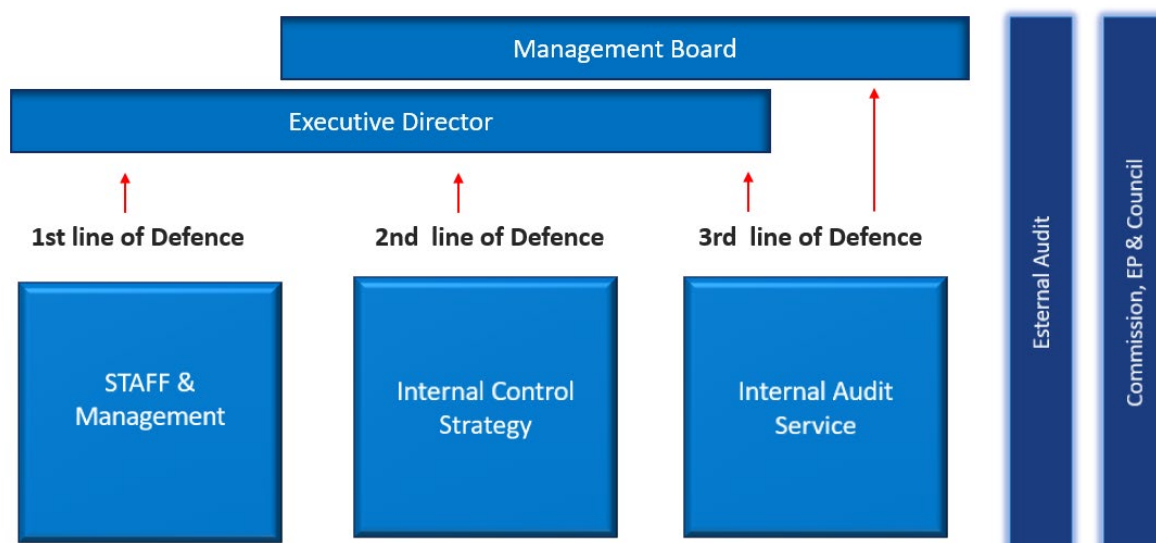 Management Board
Executive Director
1st line of Defence
2nd  line of Defence
3rd  line of Defence
STAFF &
Management
Internal Control
Strategy
Internal Audit
Service
Esternal Audit
Commission, EP & Council